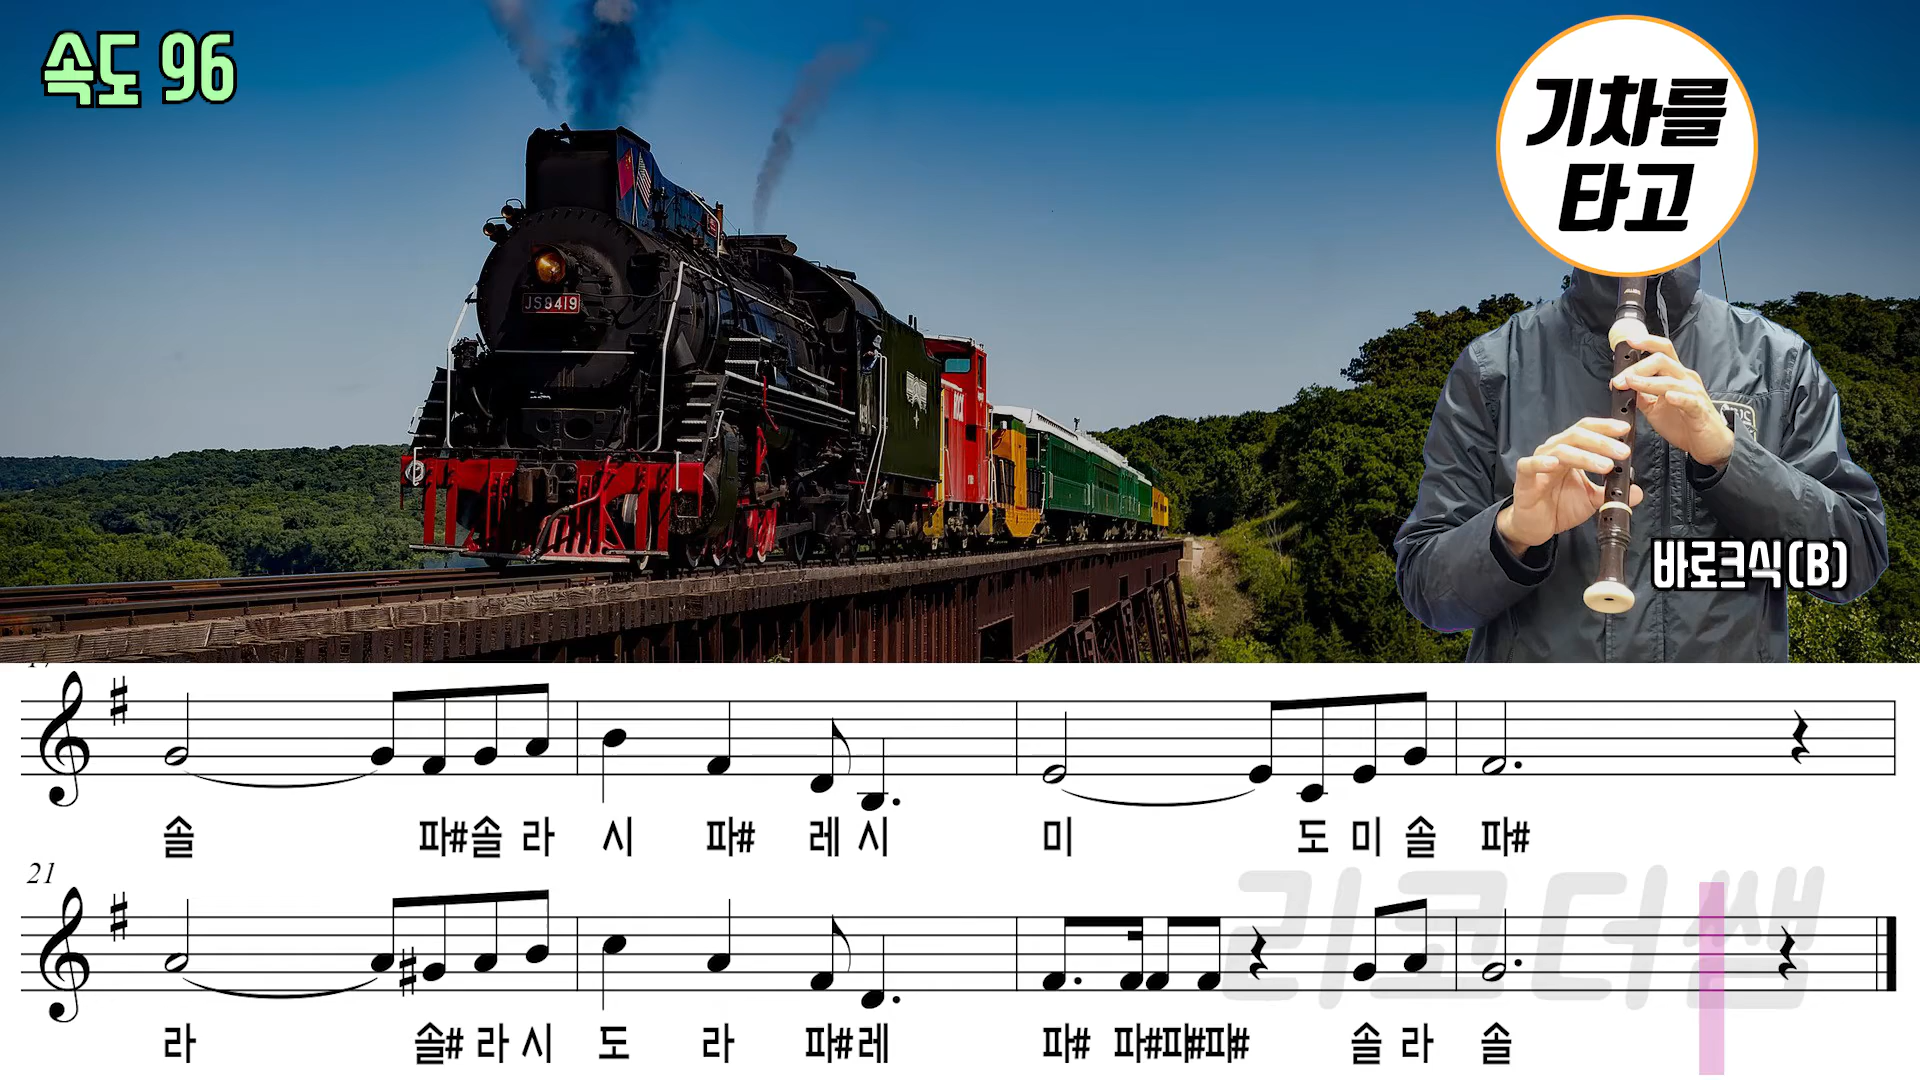 속도 96
기차를
타고
JS8419
ROCK
바로크식(B)
솔 파# 솔 라 시 파# 레 시 미 도 미 솔 파#
21
리코더쌤
라 솔# 라 시 도 라 파# 레 파# 파# 파# 파# 솔 라 솔